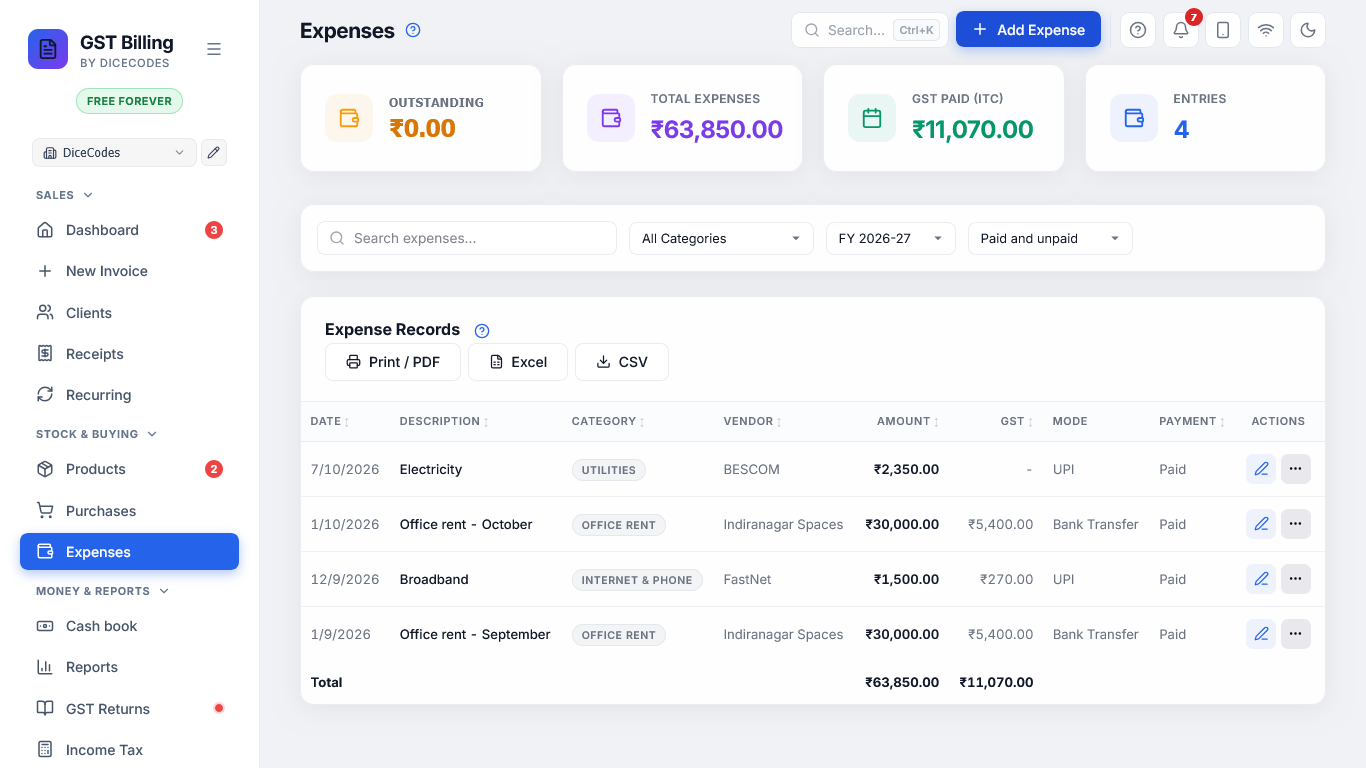 GST Billing
BY DICECODES
FREE FOREVER
DiceCodes
SALES
Dashboard 3
New Invoice
Clients
Receipts
Recurring
STOCK & BUYING
Products 2
Purchases
Expenses
MONEY & REPORTS
Cash book
Reports
GST Returns
Income Tax
Expenses
Search... Ctrl+K
Add Expense
7
OUTSTANDING
₹0.00
TOTAL EXPENSES
₹63,850.00
GST PAID (ITC)
₹11,070.00
ENTRIES
4
Search expenses... All Categories FY 2026-27 Paid and unpaid
Expense Records
Print / PDF Excel CSV
DATE DESCRIPTION CATEGORY VENDOR AMOUNT GST MODE PAYMENT ACTIONS
7/10/2026 Electricity UTILITIES BESCOM ₹2,350.00 - UPI Paid
1/10/2026 Office rent - October OFFICE RENT Indiranagar Spaces ₹30,000.00 ₹5,400.00 Bank Transfer Paid
12/9/2026 Broadband INTERNET & PHONE FastNet ₹1,500.00 ₹270.00 UPI Paid
1/9/2026 Office rent - September OFFICE RENT Indiranagar Spaces ₹30,000.00 ₹5,400.00 Bank Transfer Paid
Total ₹63,850.00 ₹11,070.00